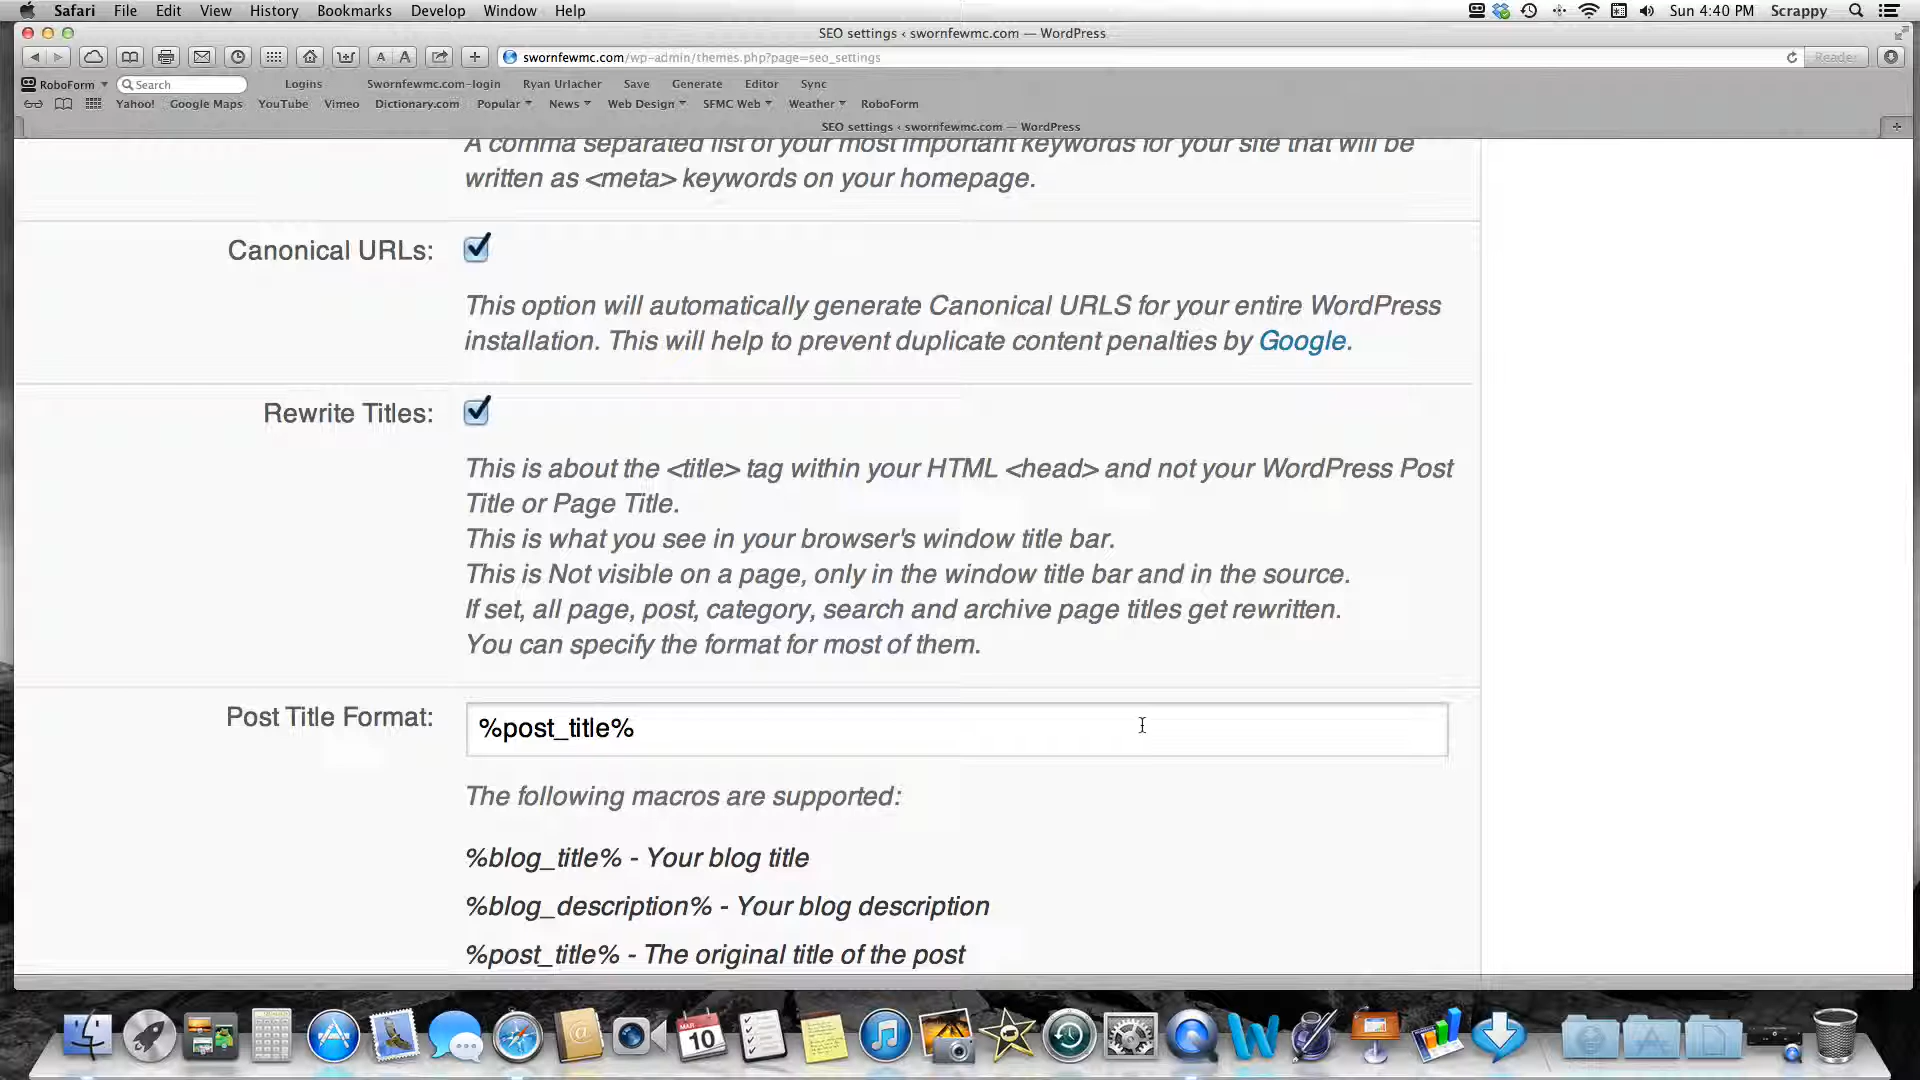 Safari File Edit View History Bookmarks Develop Window Help Sun 4:40 PM Scrappy
SEO settings ‹ swornfewmc.com — WordPress
A A swornfewmc.com/wp-admin/themes.php?page=seo_settings Reader
RoboForm Search Logins Swornfewmc.com-login Ryan Urlacher Save Generate Editor Sync
Yahoo! Google Maps YouTube Vimeo Dictionary.com Popular News Web Design SFMC Web Weather RoboForm
SEO settings ‹ swornfewmc.com — WordPress
A comma separated list of your most important keywords for your site that will be
written as <meta> keywords on your homepage.
Canonical URLs:
This option will automatically generate Canonical URLS for your entire WordPress
installation. This will help to prevent duplicate content penalties by Google.
Rewrite Titles:
This is about the <title> tag within your HTML <head> and not your WordPress Post
Title or Page Title.
This is what you see in your browser's window title bar.
This is Not visible on a page, only in the window title bar and in the source.
If set, all page, post, category, search and archive page titles get rewritten.
You can specify the format for most of them.
Post Title Format:
%post_title%
The following macros are supported:
%blog_title% - Your blog title
%blog_description% - Your blog description
%post_title% - The original title of the post
MAR
10